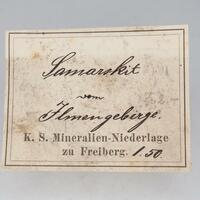 Samarskit
vom
Ilmengebirge.
K. S. Mineralien-Niederlage
zu Freiberg. 1.50